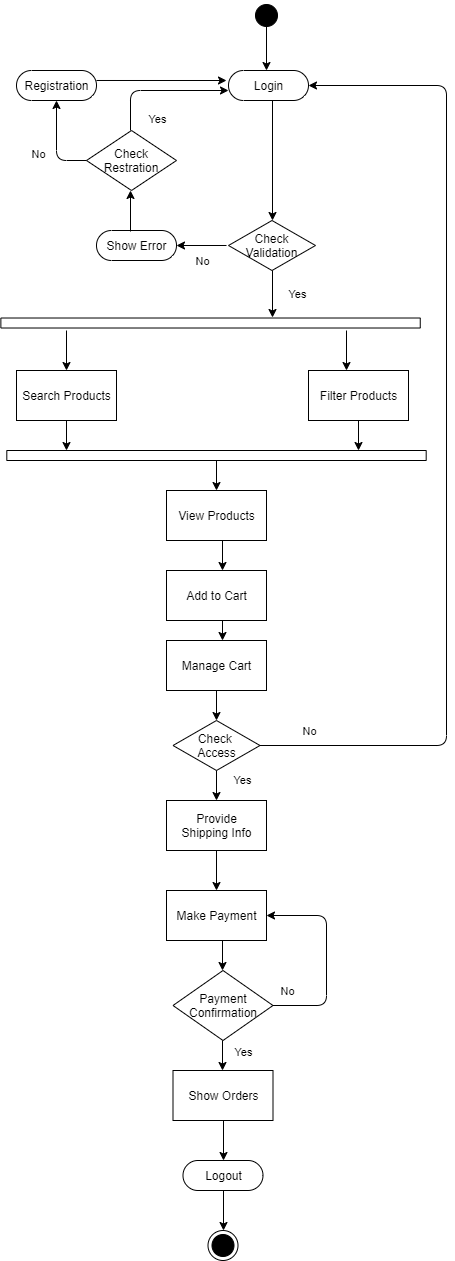 Registration
Login
Yes
No
Check
Restration
Show Error
No
Check
Validation
Yes
Search Products
Filter Products
View Products
Add to Cart
Manage Cart
Check
Access
No
Yes
Provide
Shipping Info
Make Payment
Payment
Confirmation
No
Yes
Show Orders
Logout